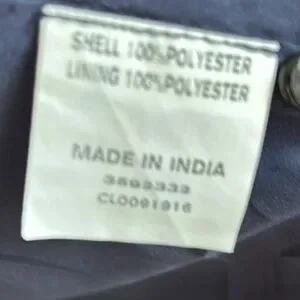 SHELL 100%POLYESTER
LINING 100%POLYESTER
MADE IN INDIA
CL0091916